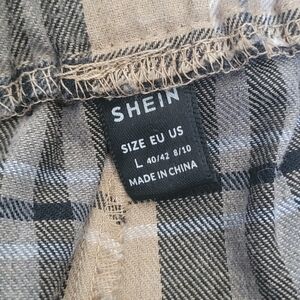 SHEIN
SIZE EU US
L 40/42 8/10
MADE IN CHINA